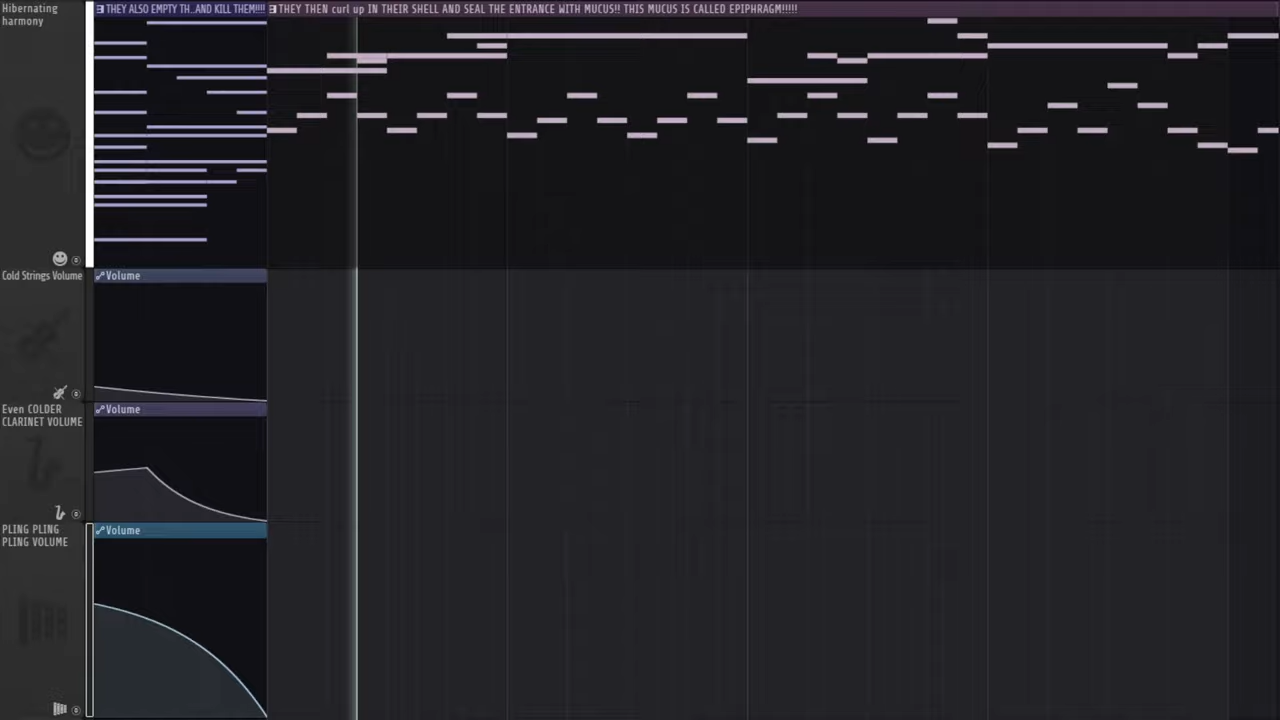 Hibernating
harmony
THEY ALSO EMPTY TH..AND KILL THEM!!!!
THEY THEN curl up IN THEIR SHELL AND SEAL THE ENTRANCE WITH MUCUS!! THIS MUCUS IS CALLED EPIPHRAGM!!!!!
Cold Strings Volume
Volume
Even COLDER
CLARINET VOLUME
Volume
PLING PLING
PLING VOLUME
Volume